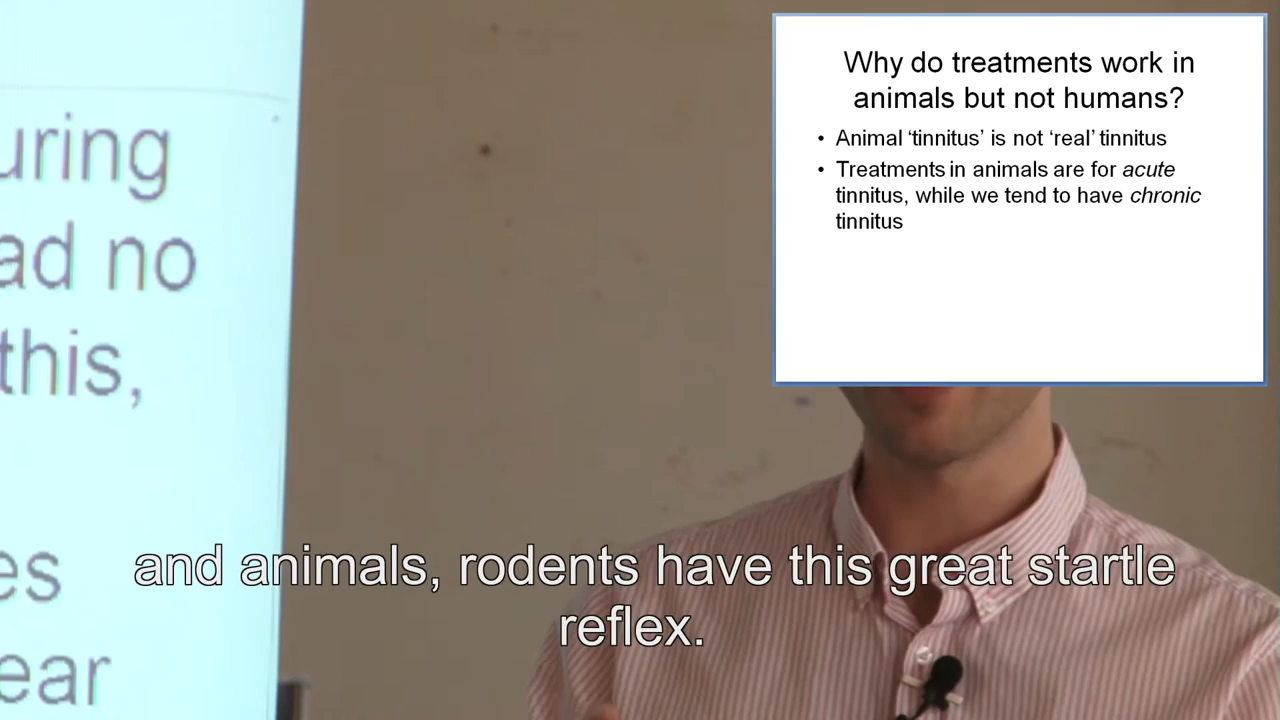 uring
ad no
this,
es
ear
Why do treatments work in
animals but not humans?
• Animal ‘tinnitus’ is not ‘real’ tinnitus
• Treatments in animals are for acute
tinnitus, while we tend to have chronic
tinnitus
and animals, rodents have this great startle
reflex.